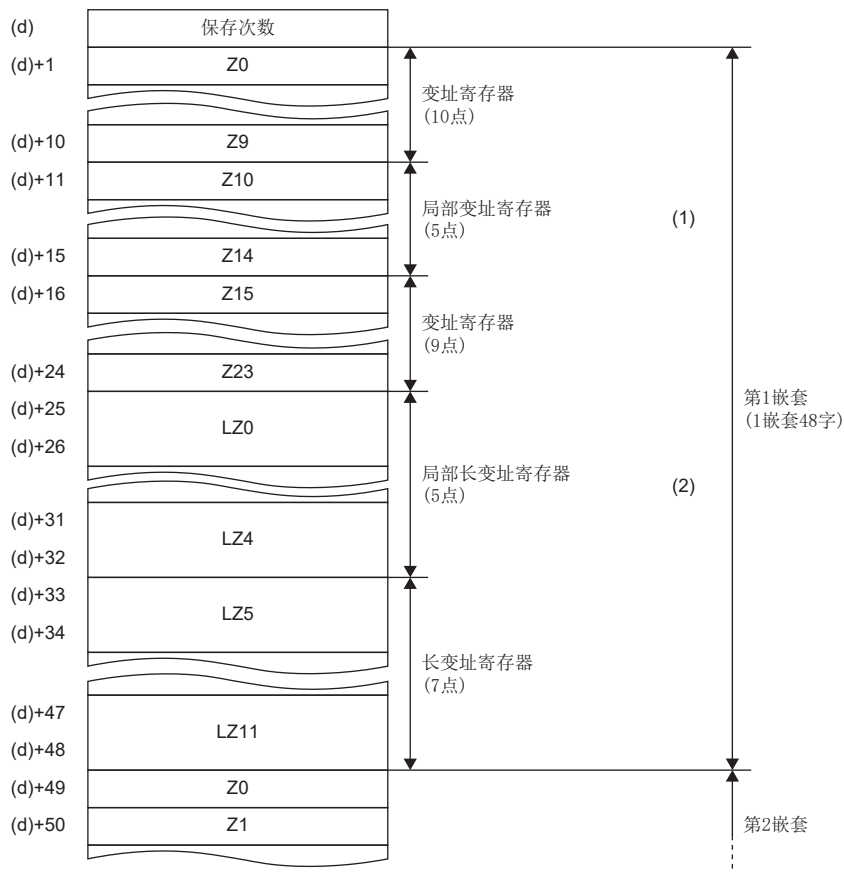 (d) 保存次数
(d)+1 Z0
变址寄存器
(10点)
(d)+10 Z9
(d)+11 Z10
局部变址寄存器
(5点)
(1)
(d)+15 Z14
(d)+16 Z15
变址寄存器
(9点)
(d)+24 Z23
(d)+25
LZ0
(d)+26
第1嵌套
(1嵌套48字)
局部长变址寄存器
(5点)
(2)
(d)+31
LZ4
(d)+32
(d)+33
LZ5
(d)+34
长变址寄存器
(7点)
(d)+47
LZ11
(d)+48
(d)+49 Z0
(d)+50 Z1
第2嵌套